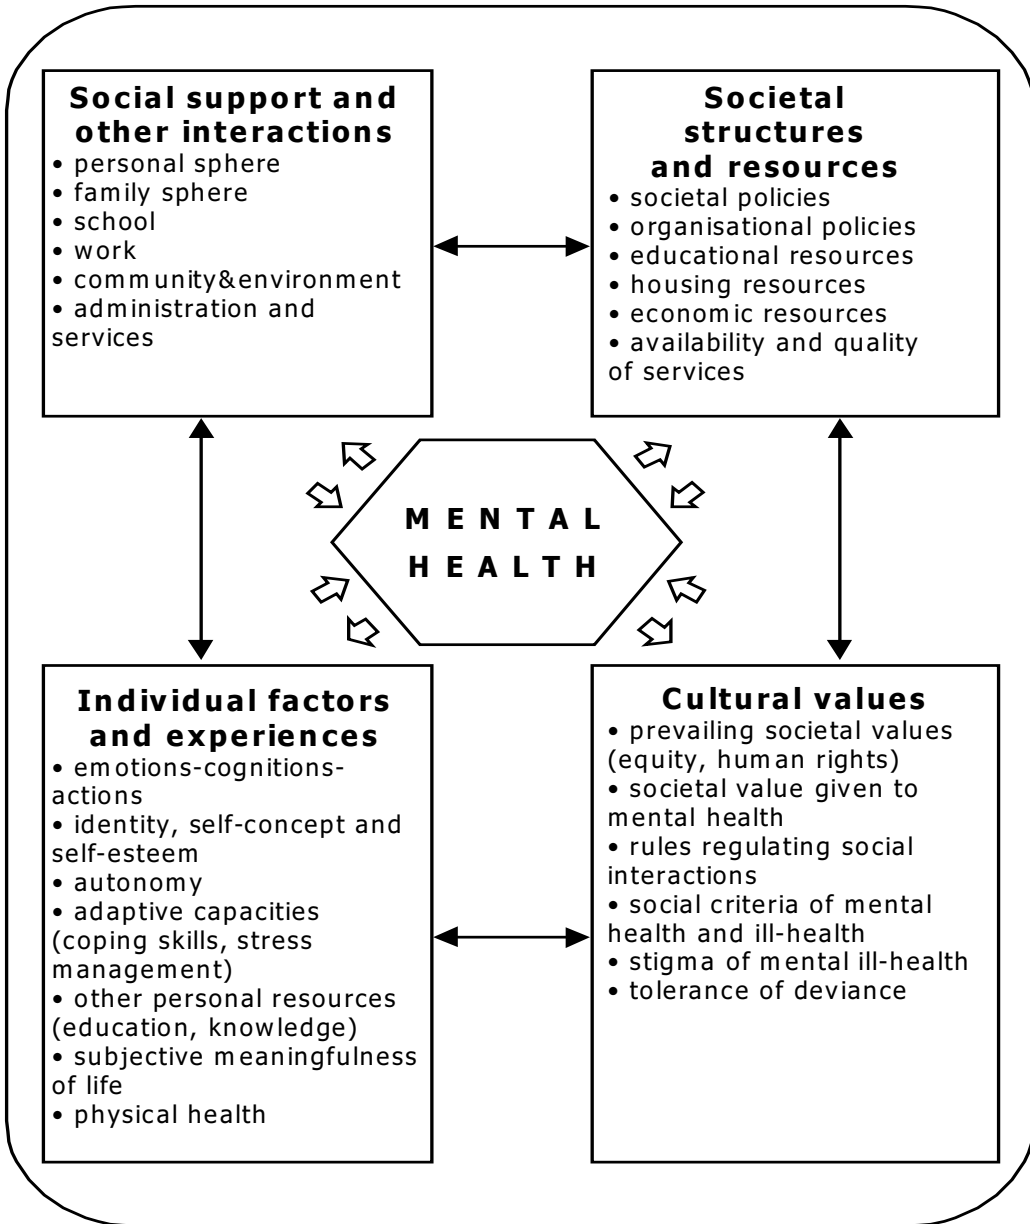 Social support and
other interactions
• personal sphere
• family sphere
• school
• work
• community&environment
• administration and
services
Societal
structures
and resources
• societal policies
• organisational policies
• educational resources
• housing resources
• economic resources
• availability and quality
of services
MENTAL
HEALTH
Individual factors
and experiences
• emotions-cognitions-
actions
• identity, self-concept and
self-esteem
• autonomy
• adaptive capacities
(coping skills, stress
management)
• other personal resources
(education, knowledge)
• subjective meaningfulness
of life
• physical health
Cultural values
• prevailing societal values
(equity, human rights)
• societal value given to
mental health
• rules regulating social
interactions
• social criteria of mental
health and ill-health
• stigma of mental ill-health
• tolerance of deviance